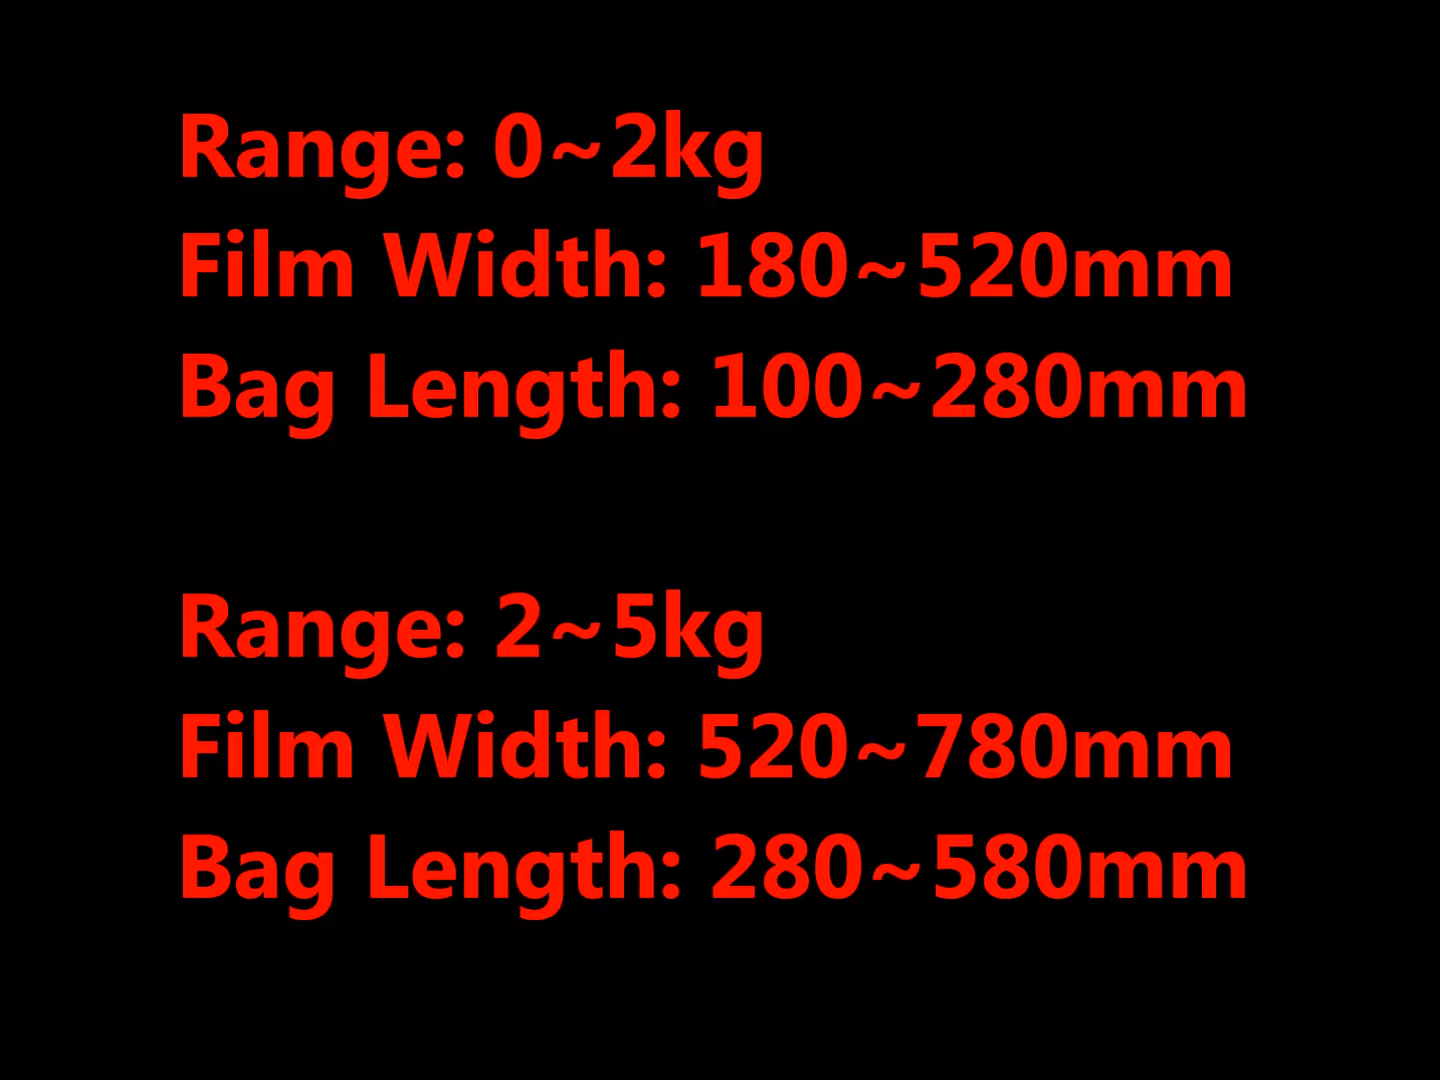 Range: 0~2kg
Film Width: 180~520mm
Bag Length: 100~280mm
Range: 2~5kg
Film Width: 520~780mm
Bag Length: 280~580mm